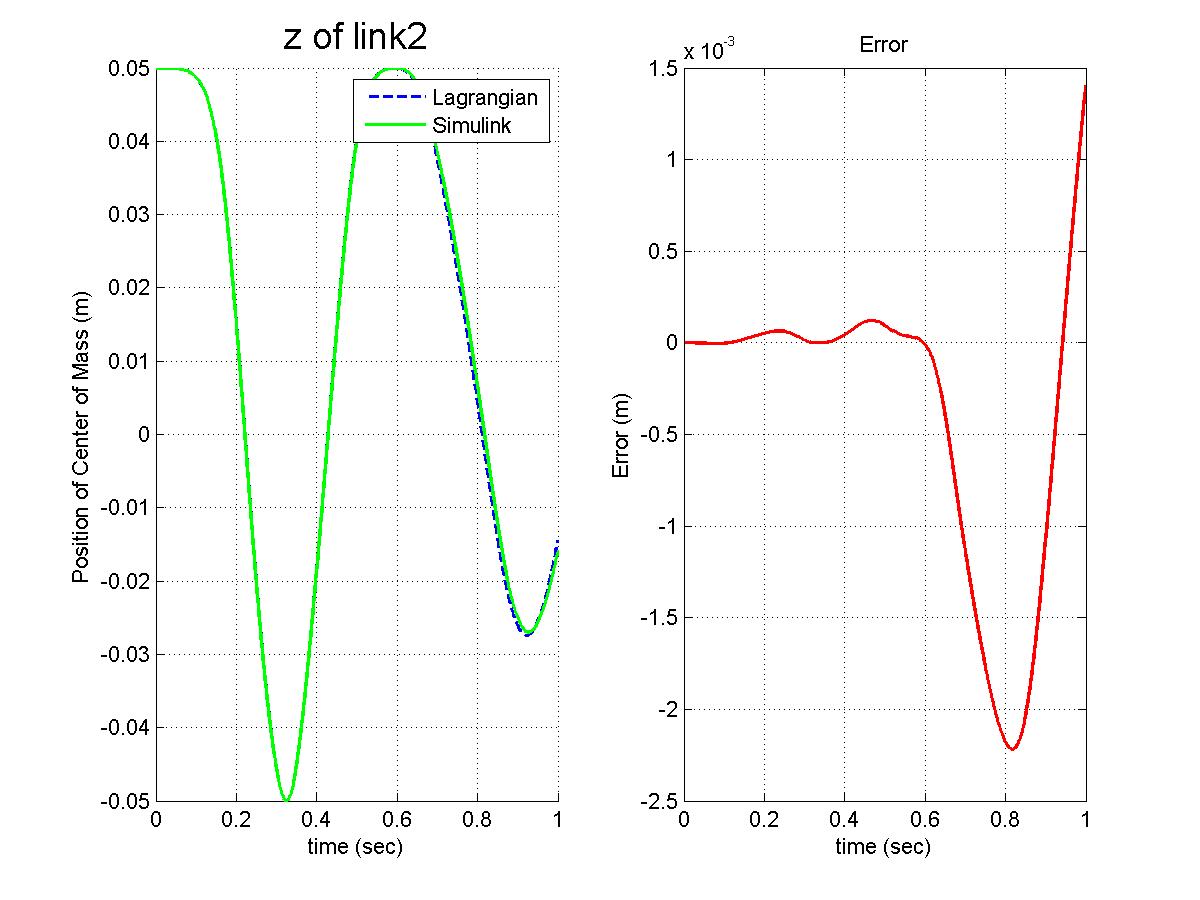 z of link2
Lagrangian
Simulink
0.05
0.04
0.03
0.02
0.01
0
-0.01
-0.02
-0.03
-0.04
-0.05
Position of Center of Mass (m)
0 0.2 0.4 0.6 0.8 1
time (sec)
Error
x 10-3
1.5
1
0.5
0
-0.5
-1
-1.5
-2
-2.5
Error (m)
0 0.2 0.4 0.6 0.8 1
time (sec)